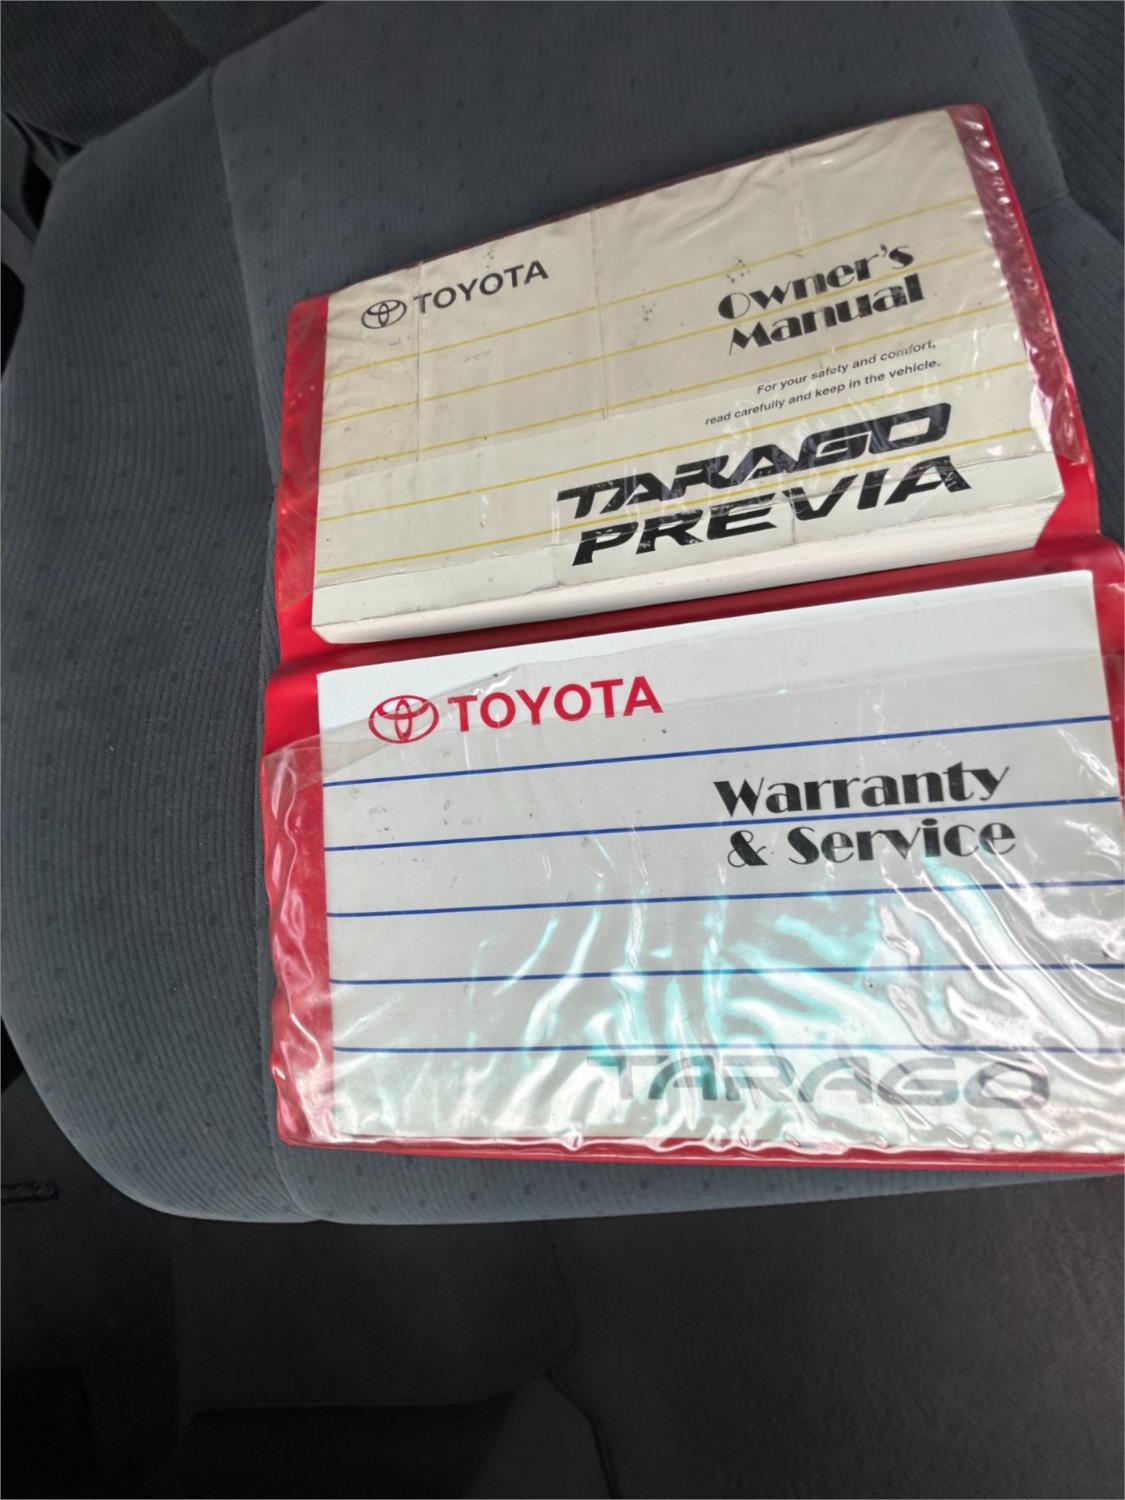 TOYOTA
Owner's
Manual
For your safety and comfort,
read carefully and keep in the vehicle.
TARAGO
PREVIA
TOYOTA
Warranty
& Service
TARAGO